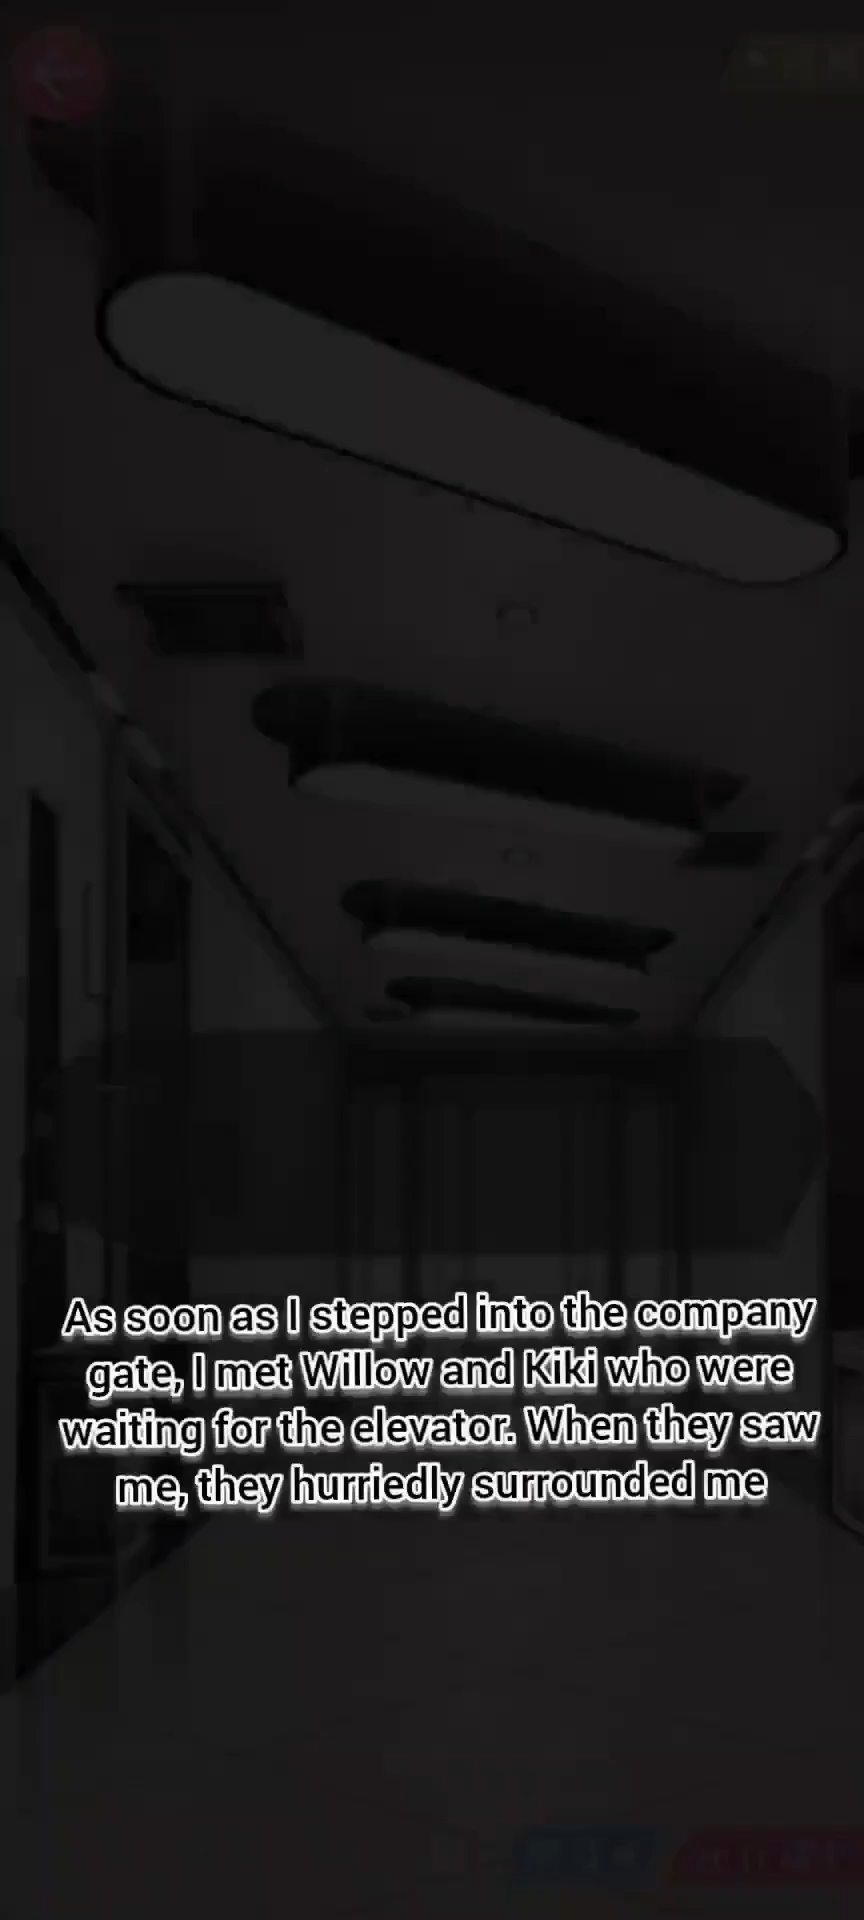 As soon as I stepped into the company
gate, I met Willow and Kiki who were
waiting for the elevator. When they saw
me, they hurriedly surrounded me